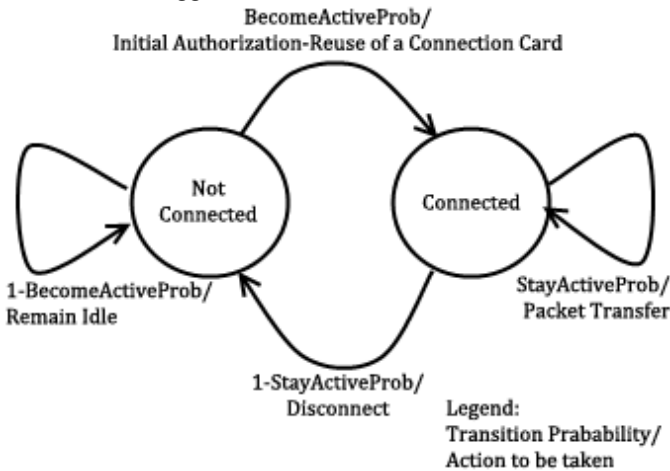 BecomeActiveProb/
Initial Authorization-Reuse of a Connection Card
Not
Connected
Connected
1-BecomeActiveProb/
Remain Idle
StayActiveProb/
Packet Transfer
1-StayActiveProb/
Disconnect
Legend:
Transition Prabability/
Action to be taken